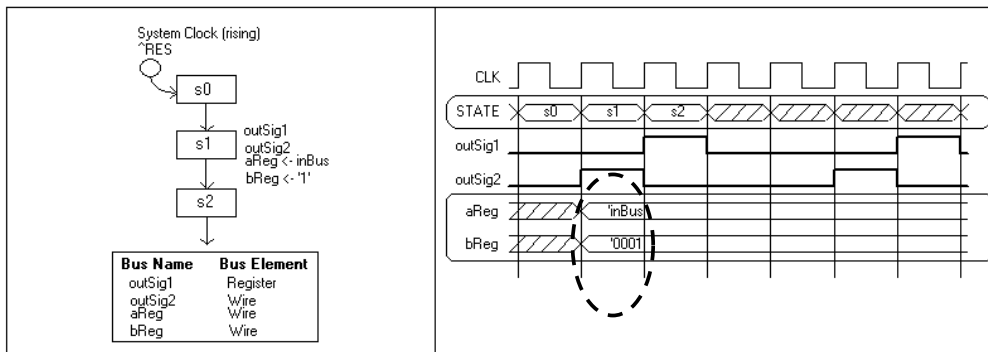 System Clock (rising)
^RES
s0
s1
outSig1
outSig2
aReg <- inBus
bReg <- '1'
s2
Bus Name Bus Element
outSig1 Register
outSig2 Wire
aReg Wire
bReg Wire
CLK
STATE s0 s1 s2
outSig1
outSig2
aReg 'inBus
bReg '0001